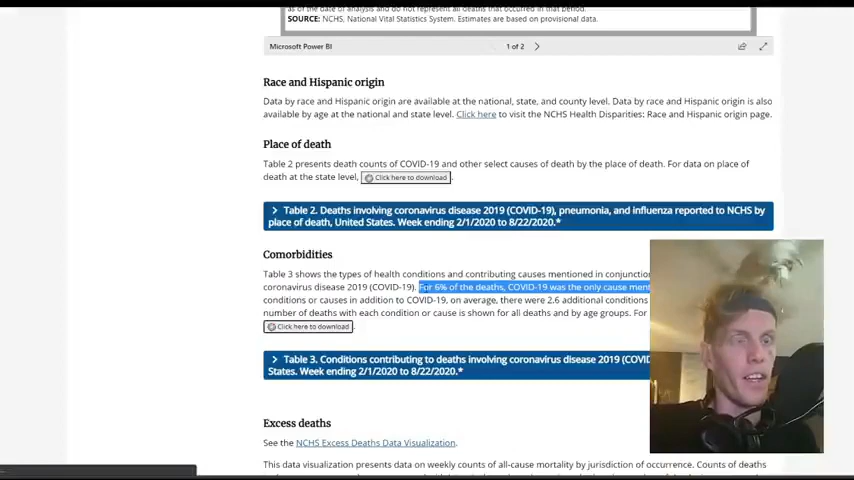 as of the date of analysis and do not represent all deaths that occurred in that period.
SOURCE: NCHS, National Vital Statistics System. Estimates are based on provisional data.
Microsoft Power BI
1 of 2
Race and Hispanic origin
Data by race and Hispanic origin are available at the national, state, and county level. Data by race and Hispanic origin is also
available by age at the national and state level. Click here to visit the NCHS Health Disparities: Race and Hispanic origin page.
Place of death
Table 2 presents death counts of COVID-19 and other select causes of death by the place of death. For data on place of
death at the state level, Click here to download.
Table 2. Deaths involving coronavirus disease 2019 (COVID-19), pneumonia, and influenza reported to NCHS by
place of death, United States. Week ending 2/1/2020 to 8/22/2020.*
Comorbidities
Table 3 shows the types of health conditions and contributing causes mentioned in conjunction
coronavirus disease 2019 (COVID-19). For 6% of the deaths, COVID-19 was the only cause ment
conditions or causes in addition to COVID-19, on average, there were 2.6 additional conditions
number of deaths with each condition or cause is shown for all deaths and by age groups. For
Click here to download.
Table 3. Conditions contributing to deaths involving coronavirus disease 2019 (COVI
States. Week ending 2/1/2020 to 8/22/2020.*
Excess deaths
See the NCHS Excess Deaths Data Visualization.
This data visualization presents data on weekly counts of all-cause mortality by jurisdiction of occurrence. Counts of deaths